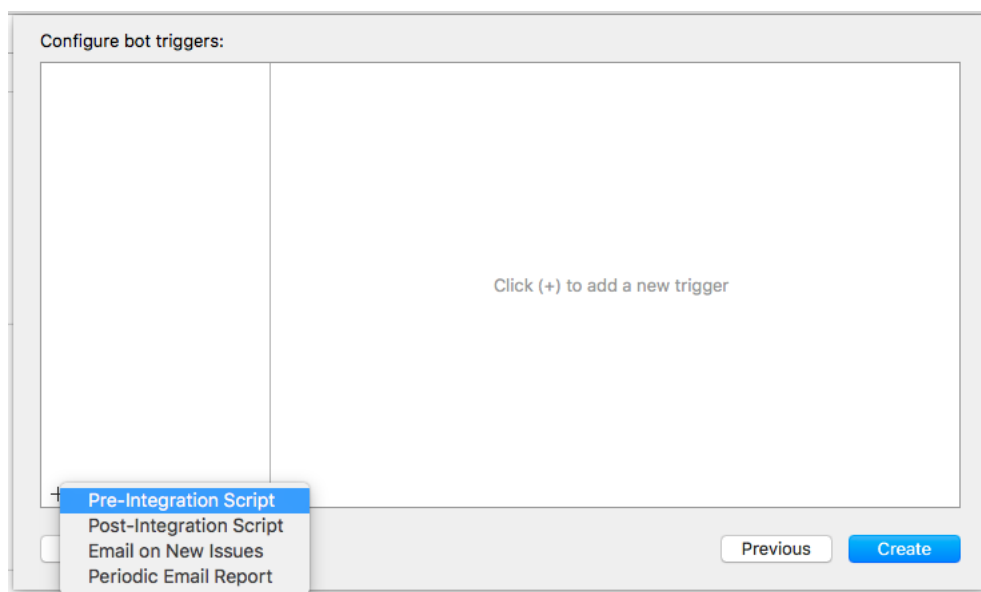 Configure bot triggers:
Click (+) to add a new trigger
+
Pre-Integration Script
Post-Integration Script
Email on New Issues
Periodic Email Report
Previous
Create